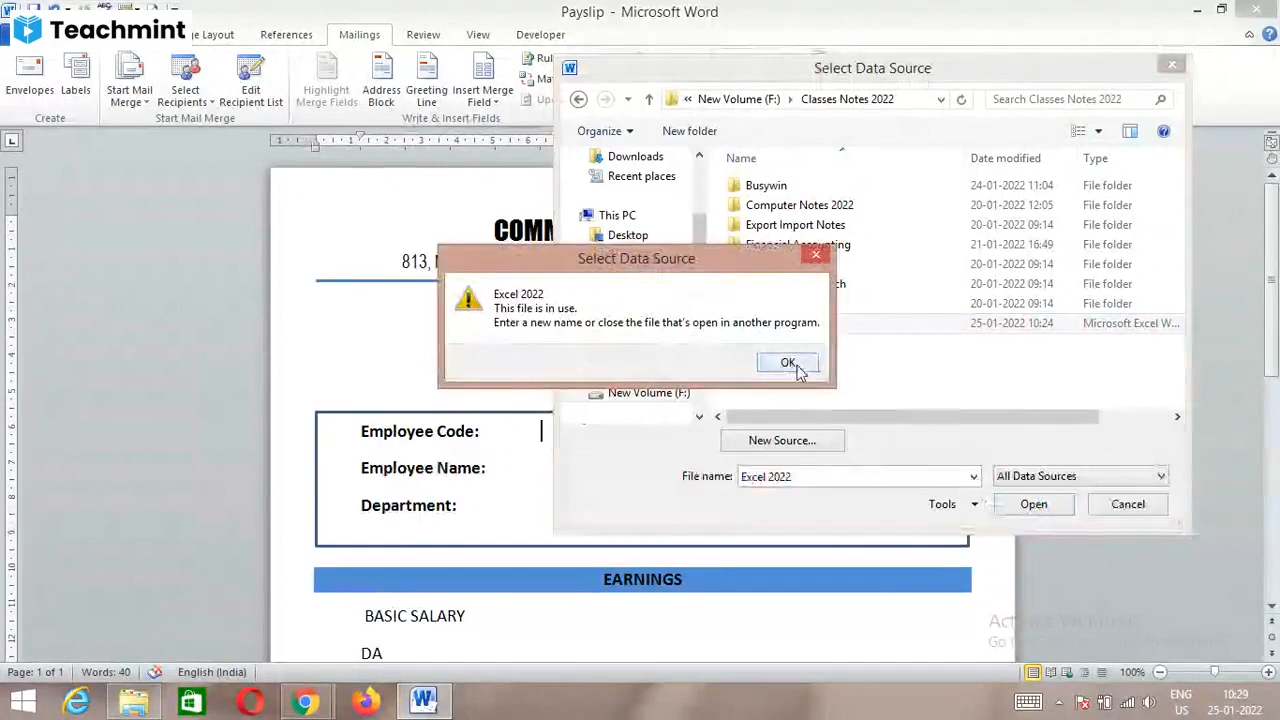 Payslip - Microsoft Word
Teachmint
Page Layout References Mailings Review View Developer
Envelopes Labels Start Mail Merge Select Recipients Edit Recipient List Highlight Merge Fields Address Block Greeting Line Insert Merge Field
Create Start Mail Merge Write & Insert Fields
Select Data Source
« New Volume (F:) Classes Notes 2022 Search Classes Notes 2022
Organize New folder
Downloads Name Date modified Type
Recent places
Busywin 24-01-2022 11:04 File folder
Computer Notes 2022 20-01-2022 12:05 File folder
This PC
Export Import Notes 20-01-2022 09:14 File folder
Desktop
Financial Accounting 21-01-2022 16:49 File folder
20-01-2022 09:14 File folder
20-01-2022 09:14 File folder
20-01-2022 09:14 File folder
25-01-2022 10:24 Microsoft Excel W...
New Volume (F:)
New Source...
File name: Excel 2022 All Data Sources
Tools Open Cancel
Select Data Source
Excel 2022
This file is in use.
Enter a new name or close the file that's open in another program.
OK
813,
Employee Code:
Employee Name:
Department:
EARNINGS
BASIC SALARY
DA
Page: 1 of 1 Words: 40 English (India) 100%
ENG
US
10:29
25-01-2022